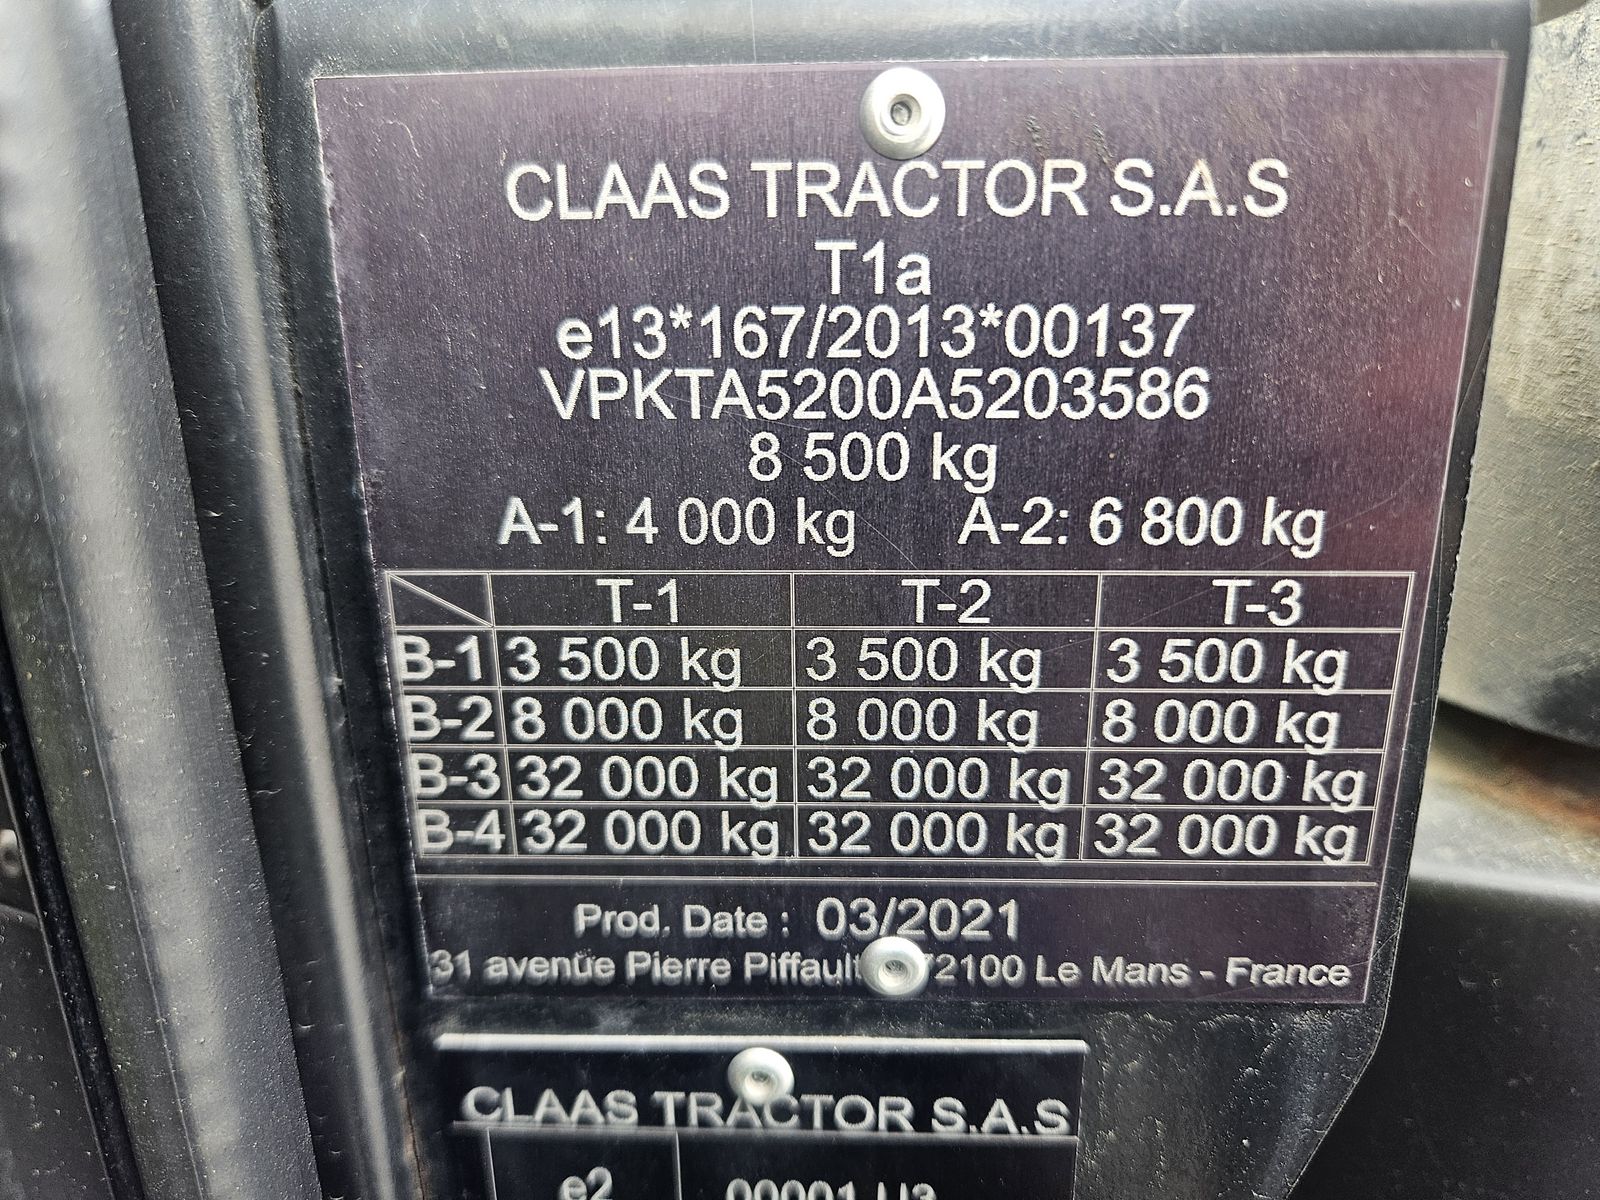 CLAAS TRACTOR S.A.S
T1a
e13*167/2013*00137
VPKTA5200A5203586
8 500 kg
A-1: 4 000 kg A-2: 6 800 kg
T-1 T-2 T-3
B-1 3 500 kg 3 500 kg 3 500 kg
B-2 8 000 kg 8 000 kg 8 000 kg
B-3 32 000 kg 32 000 kg 32 000 kg
B-4 32 000 kg 32 000 kg 32 000 kg
Prod. Date : 03/2021
31 avenue Pierre Piffault 72100 Le Mans - France
CLAAS TRACTOR S.A.S
e2